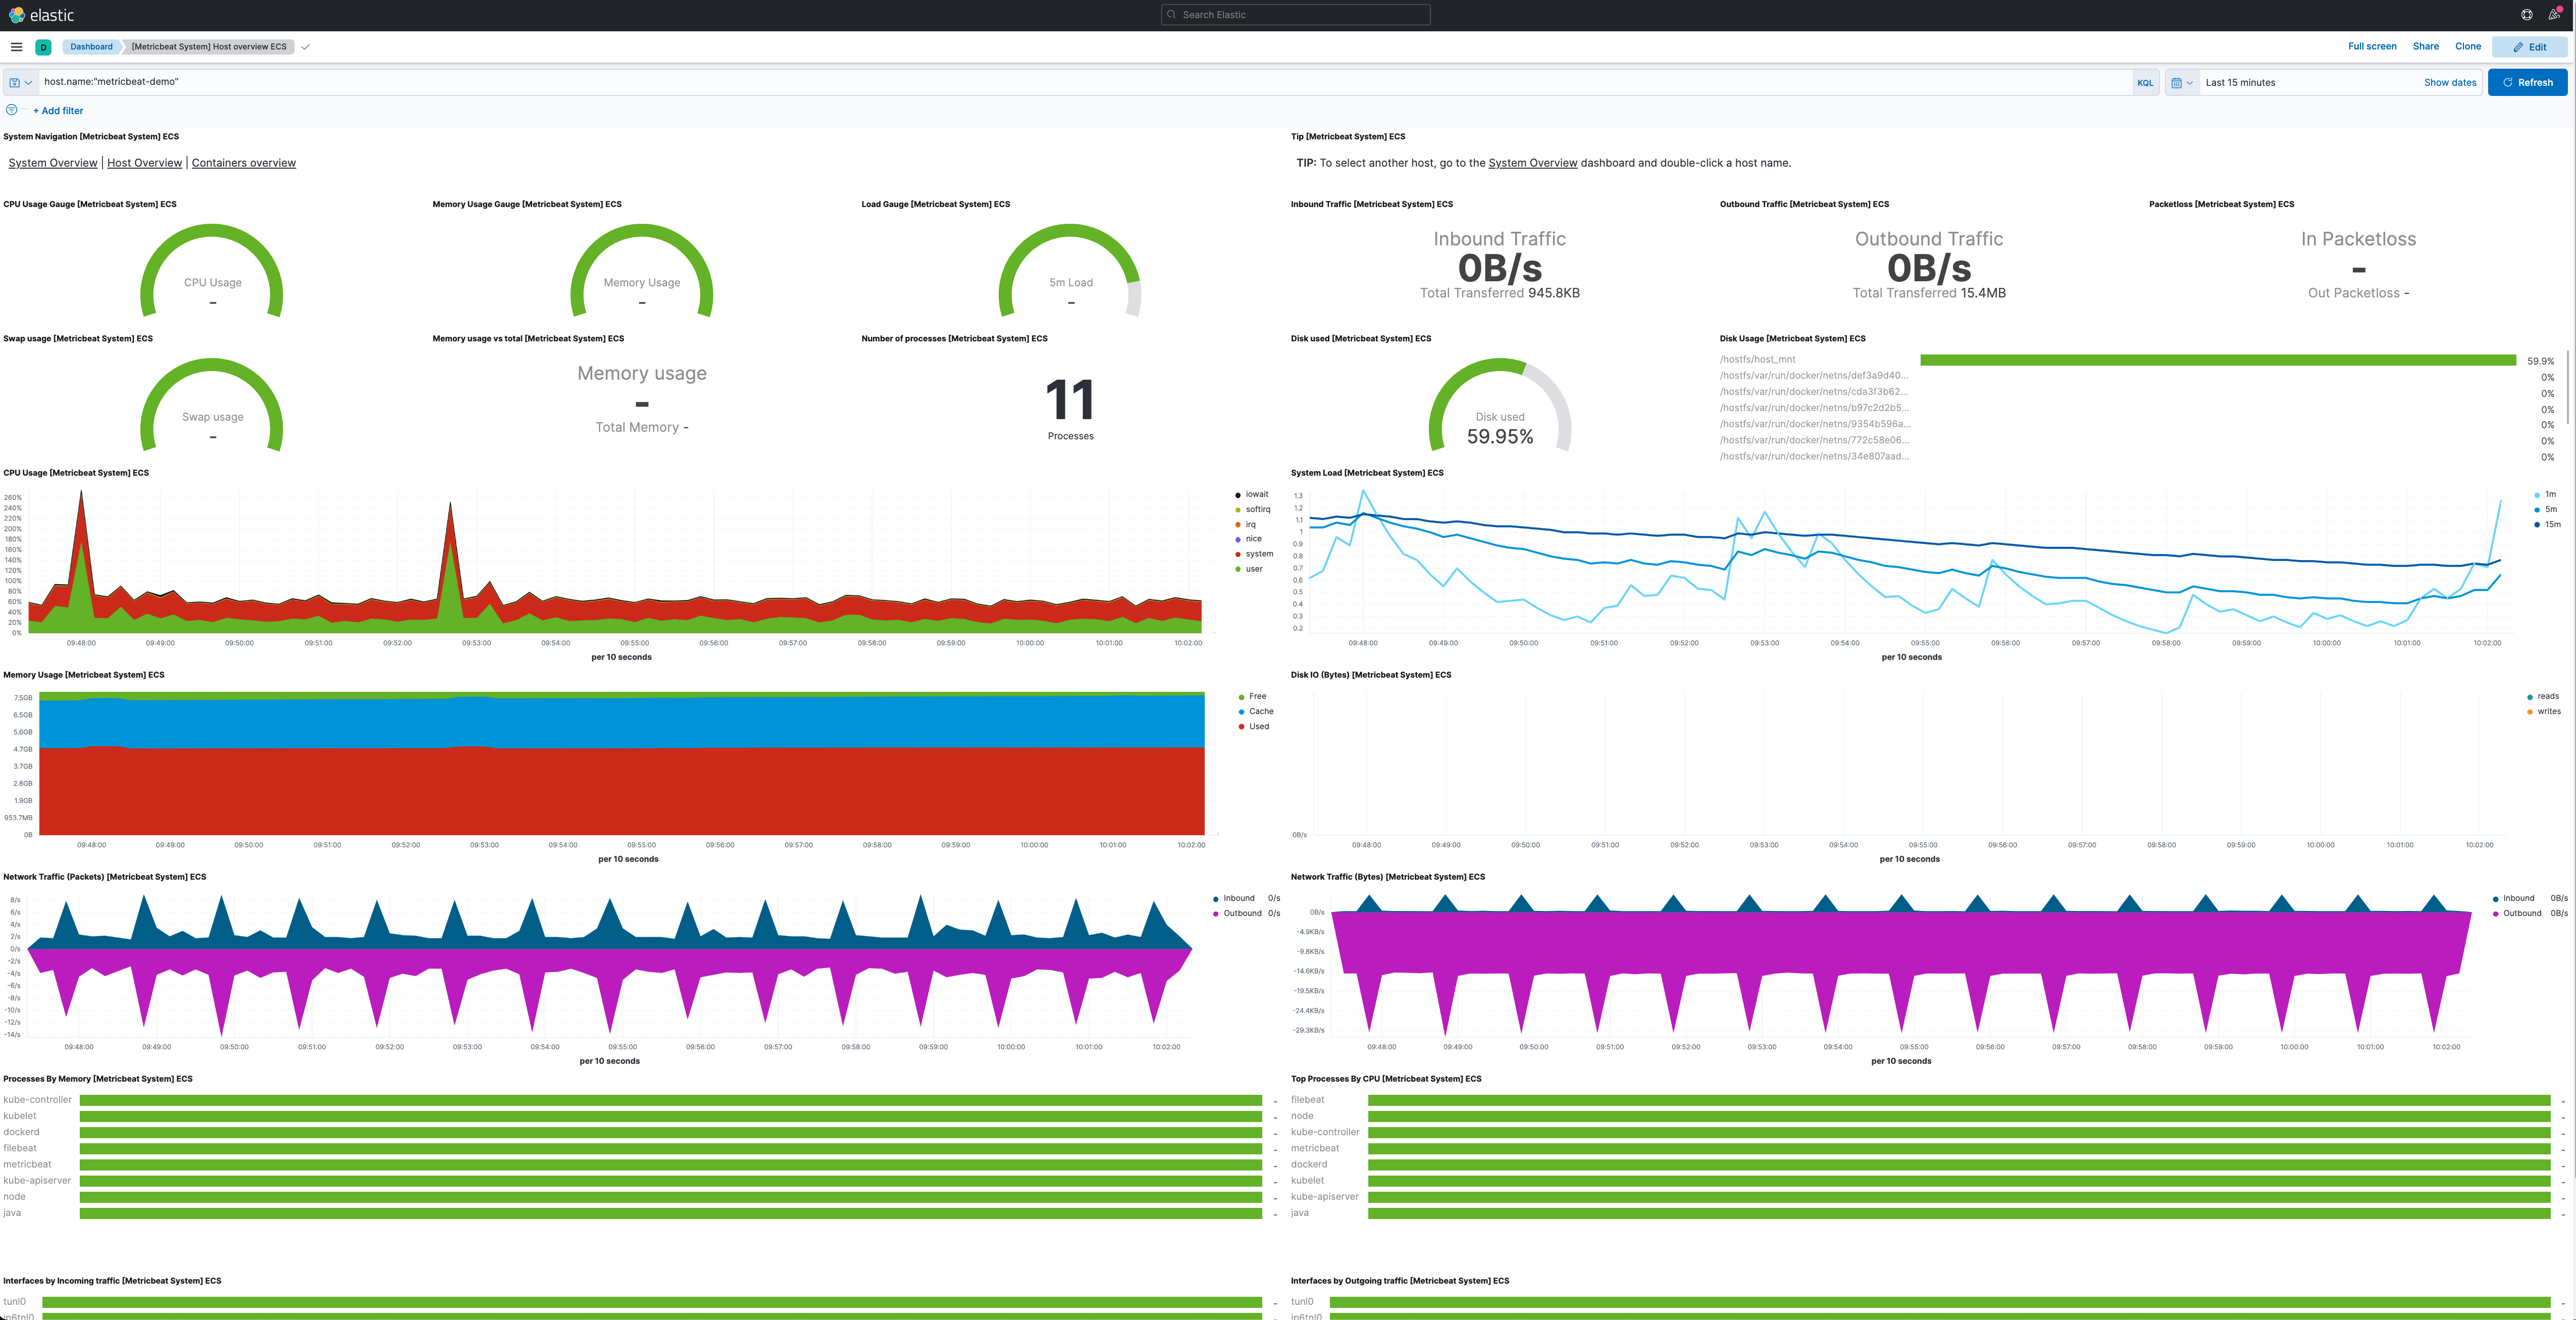 elastic
Search Elastic
D
Dashboard
[Metricbeat System] Host overview ECS
Full screen
Share
Clone
Edit
host.name:"metricbeat-demo"
KQL
Last 15 minutes
Show dates
Refresh
+ Add filter
System Navigation [Metricbeat System] ECS
System Overview | Host Overview | Containers overview
Tip [Metricbeat System] ECS
TIP: To select another host, go to the System Overview dashboard and double-click a host name.
CPU Usage Gauge [Metricbeat System] ECS
CPU Usage
-
Memory Usage Gauge [Metricbeat System] ECS
Memory Usage
-
Load Gauge [Metricbeat System] ECS
5m Load
-
Inbound Traffic [Metricbeat System] ECS
Inbound Traffic
0B/s
Total Transferred 945.8KB
Outbound Traffic [Metricbeat System] ECS
Outbound Traffic
0B/s
Total Transferred 15.4MB
Packetloss [Metricbeat System] ECS
In Packetloss
-
Out Packetloss -
Swap usage [Metricbeat System] ECS
Swap usage
-
Memory usage vs total [Metricbeat System] ECS
Memory usage
-
Total Memory -
Number of processes [Metricbeat System] ECS
11
Processes
Disk used [Metricbeat System] ECS
Disk used
59.95%
Disk Usage [Metricbeat System] ECS
/hostfs/host_mnt 59.9%
/hostfs/var/run/docker/netns/def3a9d40... 0%
/hostfs/var/run/docker/netns/cda3f3b62... 0%
/hostfs/var/run/docker/netns/b97c2d2b5... 0%
/hostfs/var/run/docker/netns/9354b596a... 0%
/hostfs/var/run/docker/netns/772c58e06... 0%
/hostfs/var/run/docker/netns/34e807aad... 0%
CPU Usage [Metricbeat System] ECS
260%
240%
220%
200%
180%
160%
140%
120%
100%
80%
60%
40%
20%
0%
09:48:00 09:49:00 09:50:00 09:51:00 09:52:00 09:53:00 09:54:00 09:55:00 09:56:00 09:57:00 09:58:00 09:59:00 10:00:00 10:01:00 10:02:00
per 10 seconds
iowait
softirq
irq
nice
system
user
System Load [Metricbeat System] ECS
1.3
1.2
1.1
1
0.9
0.8
0.7
0.6
0.5
0.4
0.3
0.2
09:48:00 09:49:00 09:50:00 09:51:00 09:52:00 09:53:00 09:54:00 09:55:00 09:56:00 09:57:00 09:58:00 09:59:00 10:00:00 10:01:00 10:02:00
per 10 seconds
1m
5m
15m
Memory Usage [Metricbeat System] ECS
7.5GB
6.5GB
5.6GB
4.7GB
3.7GB
2.8GB
1.9GB
953.7MB
0B
09:48:00 09:49:00 09:50:00 09:51:00 09:52:00 09:53:00 09:54:00 09:55:00 09:56:00 09:57:00 09:58:00 09:59:00 10:00:00 10:01:00 10:02:00
per 10 seconds
Free
Cache
Used
Disk IO (Bytes) [Metricbeat System] ECS
0B/s
09:48:00 09:49:00 09:50:00 09:51:00 09:52:00 09:53:00 09:54:00 09:55:00 09:56:00 09:57:00 09:58:00 09:59:00 10:00:00 10:01:00 10:02:00
per 10 seconds
reads
writes
Network Traffic (Packets) [Metricbeat System] ECS
8/s
6/s
4/s
2/s
0/s
-2/s
-4/s
-6/s
-8/s
-10/s
-12/s
-14/s
09:48:00 09:49:00 09:50:00 09:51:00 09:52:00 09:53:00 09:54:00 09:55:00 09:56:00 09:57:00 09:58:00 09:59:00 10:00:00 10:01:00 10:02:00
per 10 seconds
Inbound 0/s
Outbound 0/s
Network Traffic (Bytes) [Metricbeat System] ECS
0B/s
-4.9KB/s
-9.8KB/s
-14.6KB/s
-19.5KB/s
-24.4KB/s
-29.3KB/s
09:48:00 09:49:00 09:50:00 09:51:00 09:52:00 09:53:00 09:54:00 09:55:00 09:56:00 09:57:00 09:58:00 09:59:00 10:00:00 10:01:00 10:02:00
per 10 seconds
Inbound 0B/s
Outbound 0B/s
Processes By Memory [Metricbeat System] ECS
kube-controller -
kubelet -
dockerd -
filebeat -
metricbeat -
kube-apiserver -
node -
java -
Top Processes By CPU [Metricbeat System] ECS
filebeat -
node -
kube-controller -
metricbeat -
dockerd -
kubelet -
kube-apiserver -
java -
Interfaces by Incoming traffic [Metricbeat System] ECS
tunl0 -
ip6tnl0
Interfaces by Outgoing traffic [Metricbeat System] ECS
tunl0 -
ip6tnl0